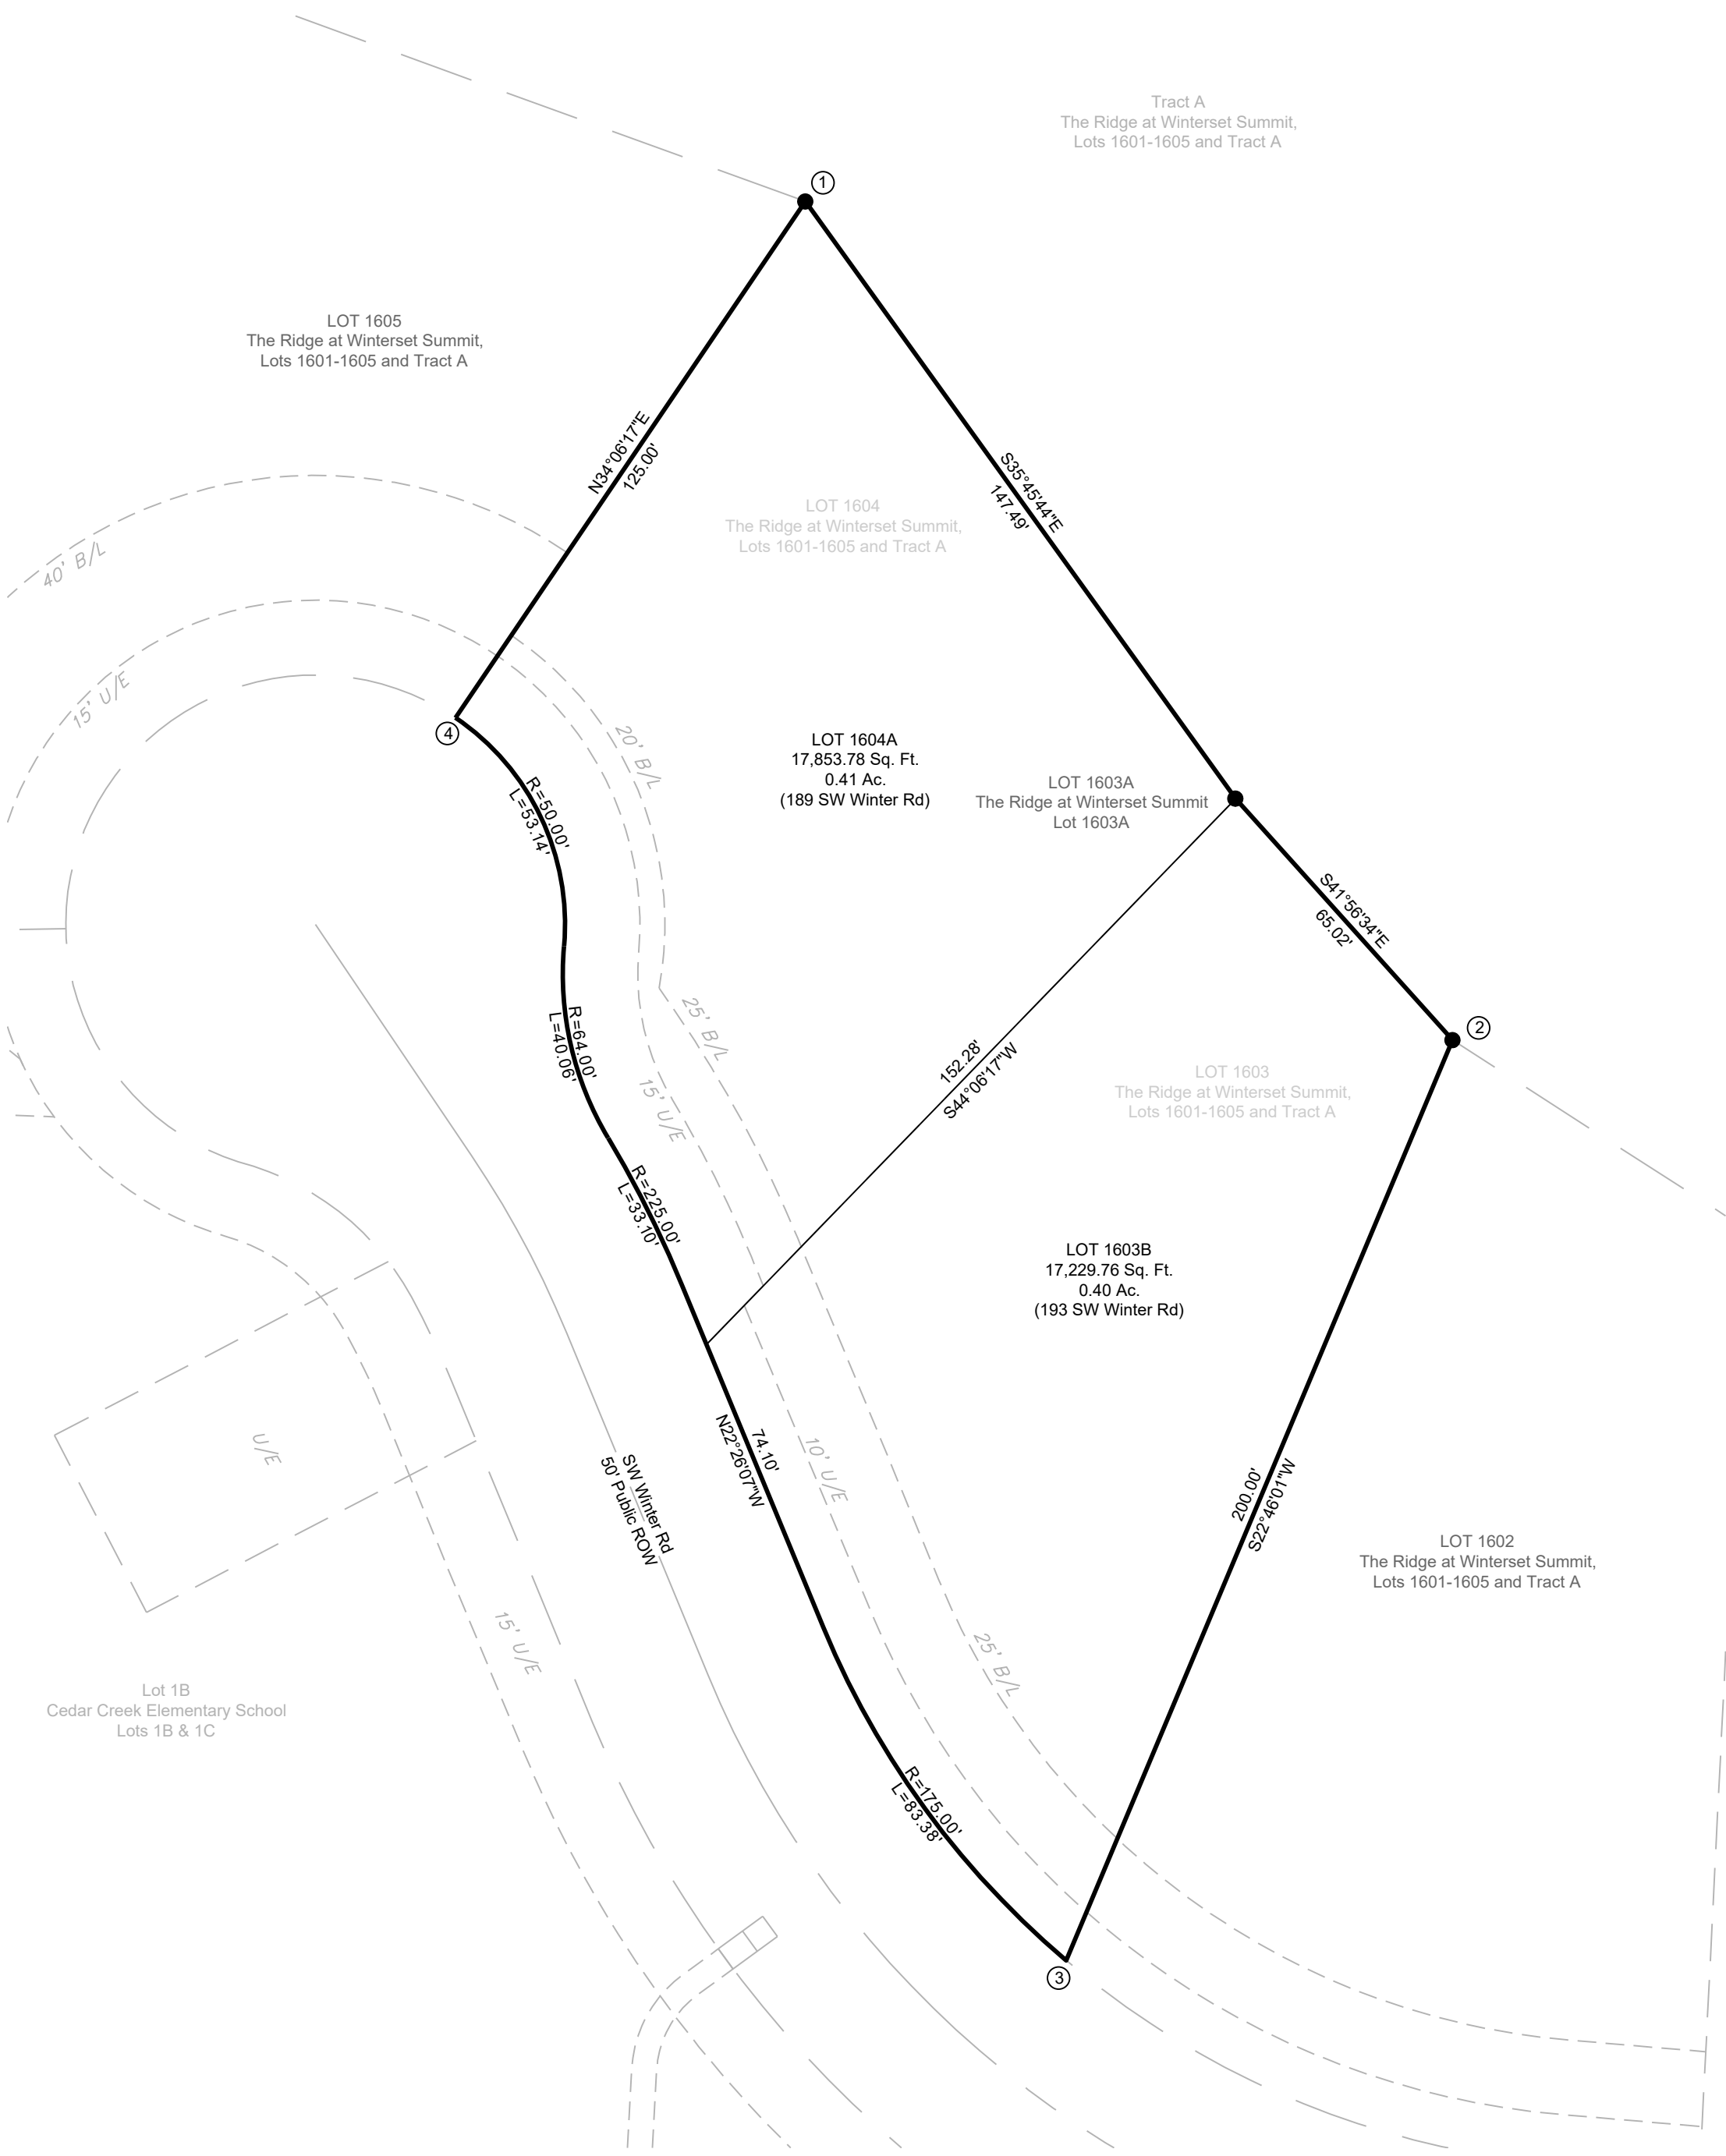 Tract A
The Ridge at Winterset Summit,
Lots 1601-1605 and Tract A
1
LOT 1605
The Ridge at Winterset Summit,
Lots 1601-1605 and Tract A
N34°06'17"E
125.00'
S35°45'44"E
147.49'
LOT 1604
The Ridge at Winterset Summit,
Lots 1601-1605 and Tract A
40' B/L
15' U/E
4
20' B/L
R=50.00'
L=53.14'
LOT 1604A
17,853.78 Sq. Ft.
0.41 Ac.
(189 SW Winter Rd)
LOT 1603A
The Ridge at Winterset Summit
Lot 1603A
S41°56'34"E
65.02'
2
25' B/L
R=64.00'
L=40.06'
15' U/E
152.28'
S44°06'17"W
LOT 1603
The Ridge at Winterset Summit,
Lots 1601-1605 and Tract A
R=225.00'
L=33.10'
LOT 1603B
17,229.76 Sq. Ft.
0.40 Ac.
(193 SW Winter Rd)
U/E
74.10'
N22°26'07"W
10' U/E
SW Winter Rd
50' Public ROW
200.00'
S22°46'01"W
LOT 1602
The Ridge at Winterset Summit,
Lots 1601-1605 and Tract A
15' U/E
25' B/L
Lot 1B
Cedar Creek Elementary School
Lots 1B & 1C
R=175.00'
L=83.38'
3